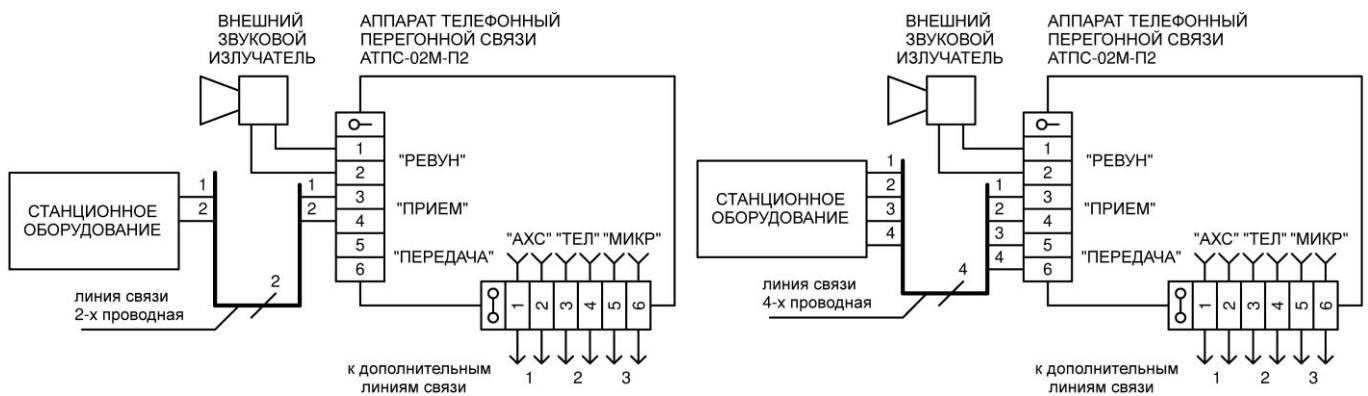 ВНЕШНИЙ
ЗВУКОВОЙ
ИЗЛУЧАТЕЛЬ
АППАРАТ ТЕЛЕФОННЫЙ
ПЕРЕГОННОЙ СВЯЗИ
АТПС-02М-П2
1
2
3
4
5
6
"РЕВУН"
"ПРИЕМ"
"ПЕРЕДАЧА"
СТАНЦИОННОЕ
ОБОРУДОВАНИЕ
1
2
1
2
2
линия связи
2-х проводная
"АХС" "ТЕЛ" "МИКР"
1 2 3 4 5 6
к дополнительным
линиям связи
1 2 3
ВНЕШНИЙ
ЗВУКОВОЙ
ИЗЛУЧАТЕЛЬ
АППАРАТ ТЕЛЕФОННЫЙ
ПЕРЕГОННОЙ СВЯЗИ
АТПС-02М-П2
1
2
3
4
5
6
"РЕВУН"
"ПРИЕМ"
"ПЕРЕДАЧА"
СТАНЦИОННОЕ
ОБОРУДОВАНИЕ
1
2
3
4
1
2
3
4
4
линия связи
4-х проводная
"АХС" "ТЕЛ" "МИКР"
1 2 3 4 5 6
к дополнительным
линиям связи
1 2 3